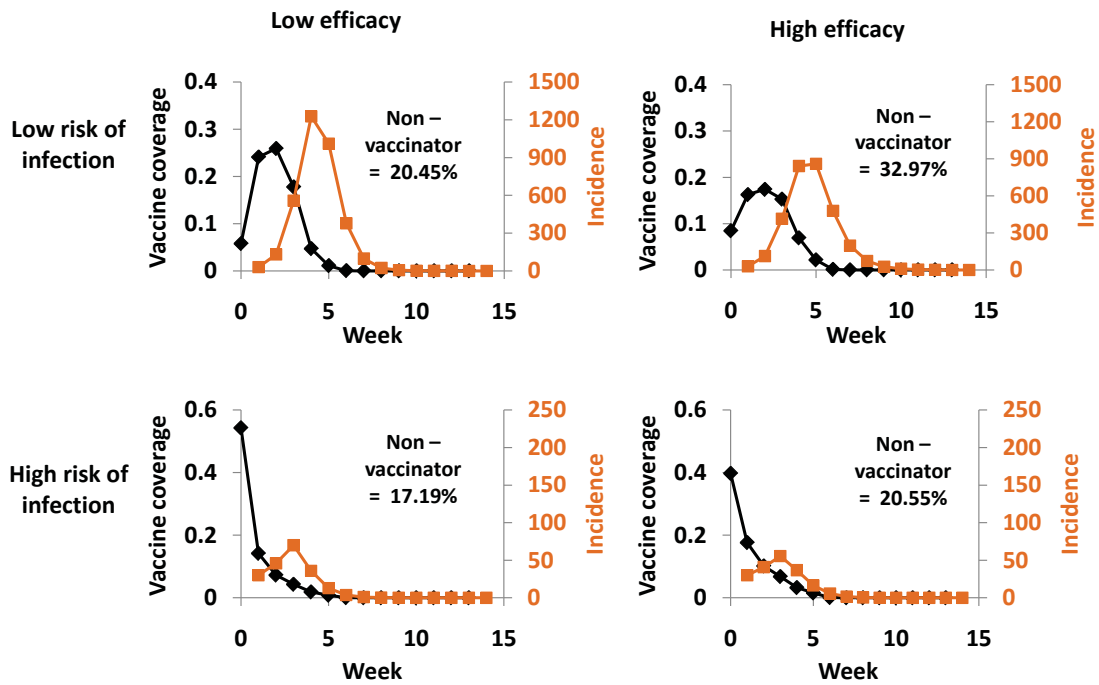 Low efficacy
High efficacy
Low risk of
infection
Vaccine coverage
0.4
0.3
0.2
0.1
0
1500
1200
900
600
300
0
Incidence
Non –
vaccinator
= 20.45%
0 5 10 15
Week
Vaccine coverage
0.4
0.3
0.2
0.1
0
1500
1200
900
600
300
0
Incidence
Non –
vaccinator
= 32.97%
0 5 10 15
Week
High risk of
infection
Vaccine coverage
0.6
0.4
0.2
0
250
200
150
100
50
0
Incidence
Non –
vaccinator
= 17.19%
0 5 10 15
Week
Vaccine coverage
0.6
0.4
0.2
0
250
200
150
100
50
0
Incidence
Non –
vaccinator
= 20.55%
0 5 10 15
Week